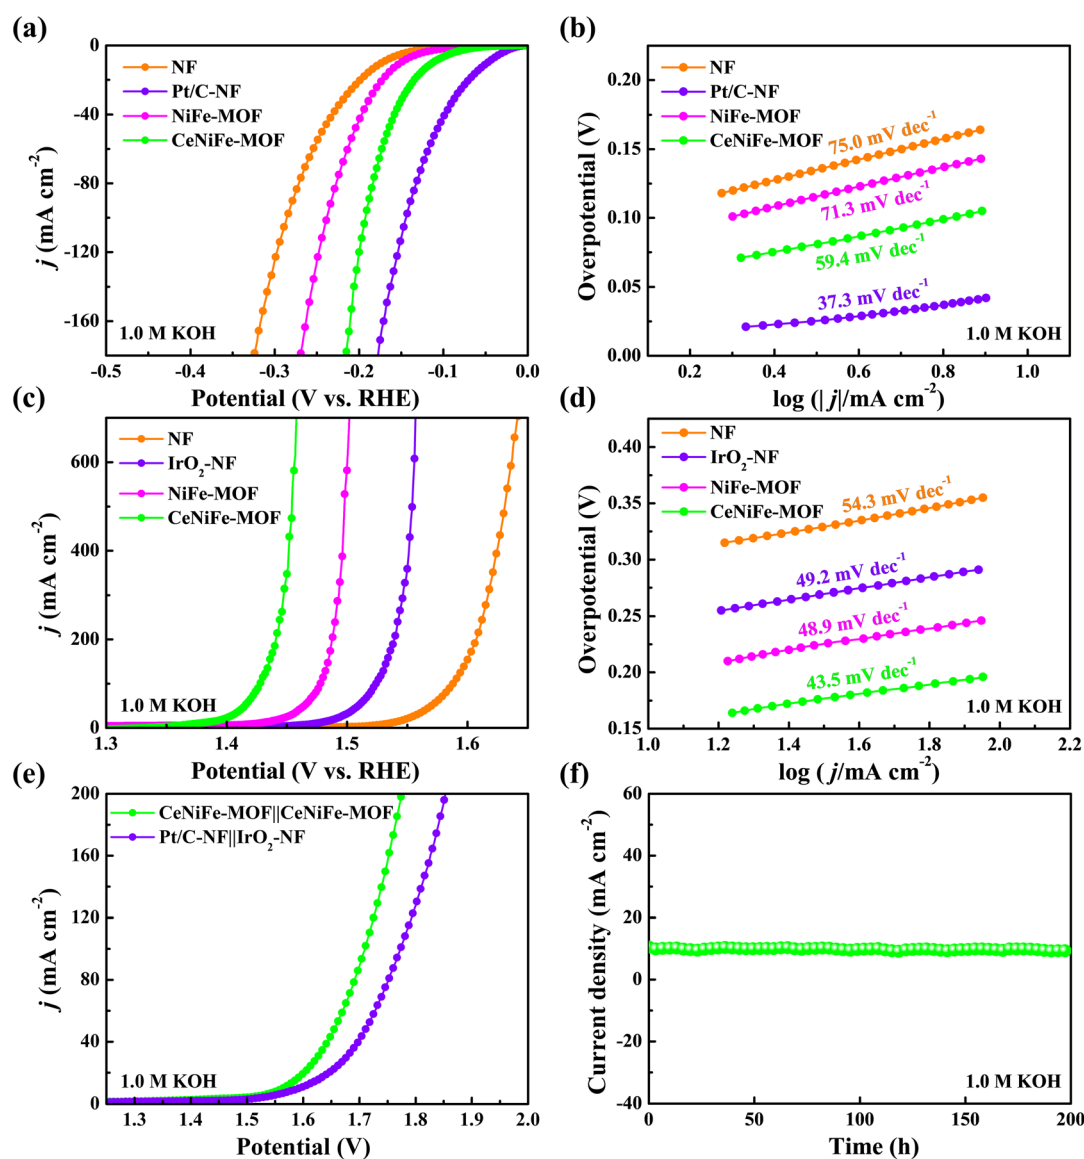 (a)
0
-40
-80
-120
-160
j (mA cm⁻²)
NF
Pt/C-NF
NiFe-MOF
CeNiFe-MOF
1.0 M KOH
-0.5 -0.4 -0.3 -0.2 -0.1 0.0
Potential (V vs. RHE)
(b)
0.20
0.15
0.10
0.05
0.00
Overpotential (V)
NF
Pt/C-NF
NiFe-MOF
CeNiFe-MOF
75.0 mV dec⁻¹
71.3 mV dec⁻¹
59.4 mV dec⁻¹
37.3 mV dec⁻¹
1.0 M KOH
0.2 0.4 0.6 0.8 1.0
log (|j|/mA cm⁻²)
(c)
600
400
200
0
j (mA cm⁻²)
NF
IrO₂-NF
NiFe-MOF
CeNiFe-MOF
1.0 M KOH
1.3 1.4 1.5 1.6
Potential (V vs. RHE)
(d)
0.40
0.35
0.30
0.25
0.20
0.15
Overpotential (V)
NF
IrO₂-NF
NiFe-MOF
CeNiFe-MOF
54.3 mV dec⁻¹
49.2 mV dec⁻¹
48.9 mV dec⁻¹
43.5 mV dec⁻¹
1.0 M KOH
1.0 1.2 1.4 1.6 1.8 2.0 2.2
log (j/mA cm⁻²)
(e)
200
160
120
80
40
0
j (mA cm⁻²)
CeNiFe-MOF||CeNiFe-MOF
Pt/C-NF||IrO₂-NF
1.0 M KOH
1.3 1.4 1.5 1.6 1.7 1.8 1.9 2.0
Potential (V)
(f)
60
40
20
0
-20
-40
Current density (mA cm⁻²)
1.0 M KOH
0 50 100 150 200
Time (h)